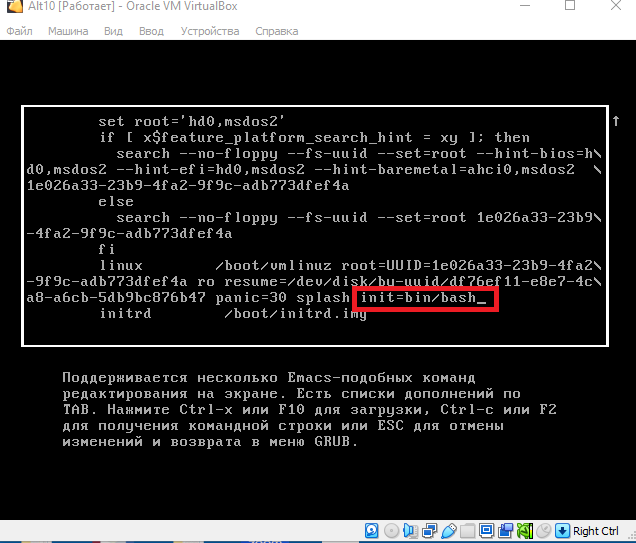 Alt10 [Работает] - Oracle VM VirtualBox
Файл Машина Вид Ввод Устройства Справка
set root='hd0,msdos2'
if [ x$feature_platform_search_hint = xy ]; then
search --no-floppy --fs-uuid --set=root --hint-bios=h\
d0,msdos2 --hint-efi=hd0,msdos2 --hint-baremetal=ahci0,msdos2 \
1e026a33-23b9-4fa2-9f9c-adb773dfef4a
else
search --no-floppy --fs-uuid --set=root 1e026a33-23b9\
-4fa2-9f9c-adb773dfef4a
fi
linux /boot/vmlinuz root=UUID=1e026a33-23b9-4fa2\
-9f9c-adb773dfef4a ro resume=/dev/disk/by-uuid/df76ef11-e8e7-4c\
a8-a6cb-5db9bc876b47 panic=30 splash init=bin/bash_
initrd /boot/initrd.img
Поддерживается несколько Emacs-подобных команд
редактирования на экране. Есть списки дополнений по
TAB. Нажмите Ctrl-x или F10 для загрузки, Ctrl-c или F2
для получения командной строки или ESC для отмены
изменений и возврата в меню GRUB.
Right Ctrl